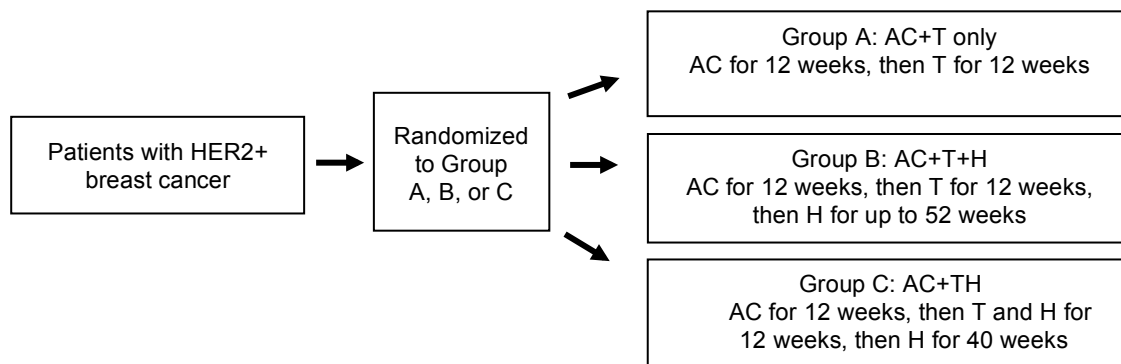 Patients with HER2+
breast cancer
Randomized
to Group
A, B, or C
Group A: AC+T only
AC for 12 weeks, then T for 12 weeks
Group B: AC+T+H
AC for 12 weeks, then T for 12 weeks,
then H for up to 52 weeks
Group C: AC+TH
AC for 12 weeks, then T and H for
12 weeks, then H for 40 weeks